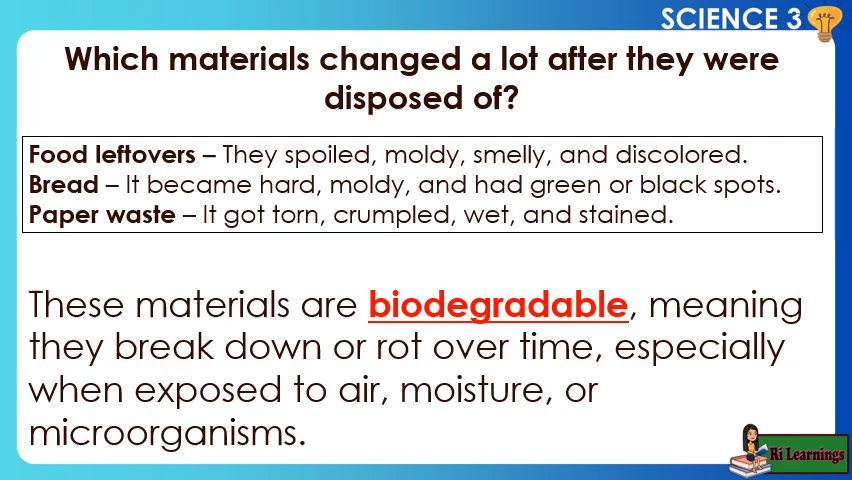 SCIENCE 3
Which materials changed a lot after they were
disposed of?
Food leftovers – They spoiled, moldy, smelly, and discolored.
Bread – It became hard, moldy, and had green or black spots.
Paper waste – It got torn, crumpled, wet, and stained.
These materials are biodegradable, meaning
they break down or rot over time, especially
when exposed to air, moisture, or
microorganisms.
Ri Learnings